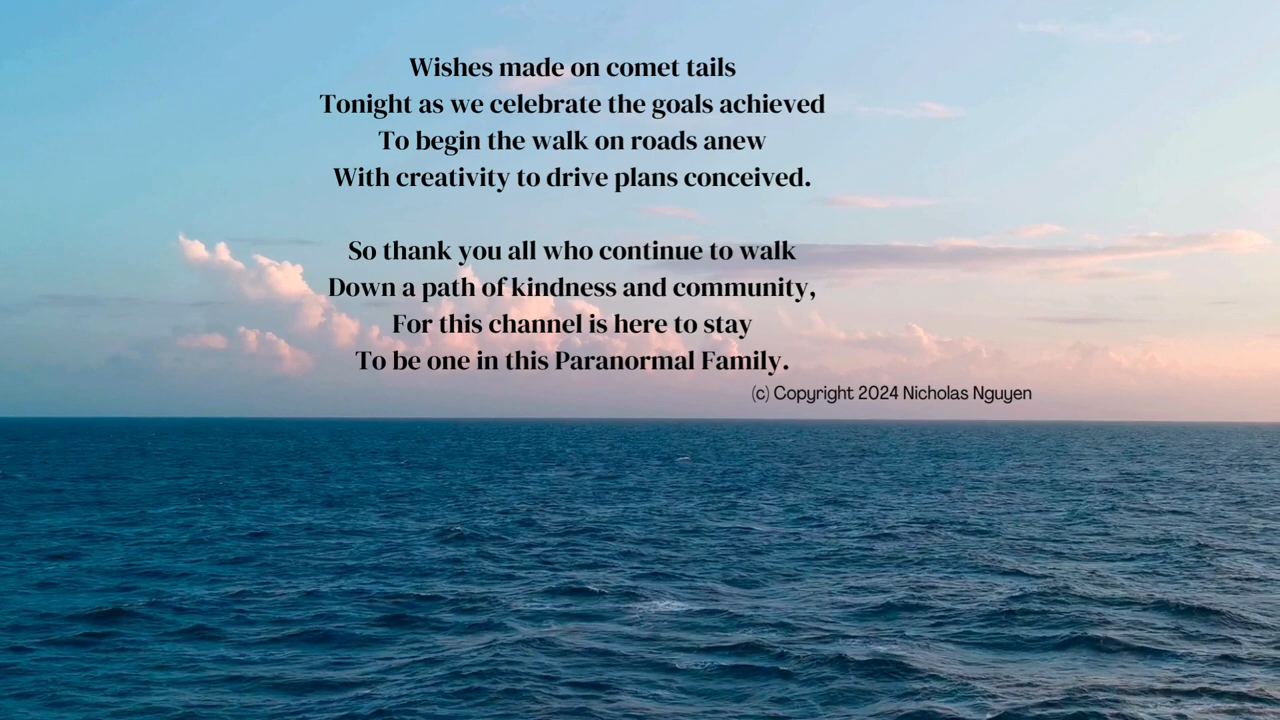 Wishes made on comet tails
Tonight as we celebrate the goals achieved
To begin the walk on roads anew
With creativity to drive plans conceived.
So thank you all who continue to walk
Down a path of kindness and community,
For this channel is here to stay
To be one in this Paranormal Family.
(c) Copyright 2024 Nicholas Nguyen